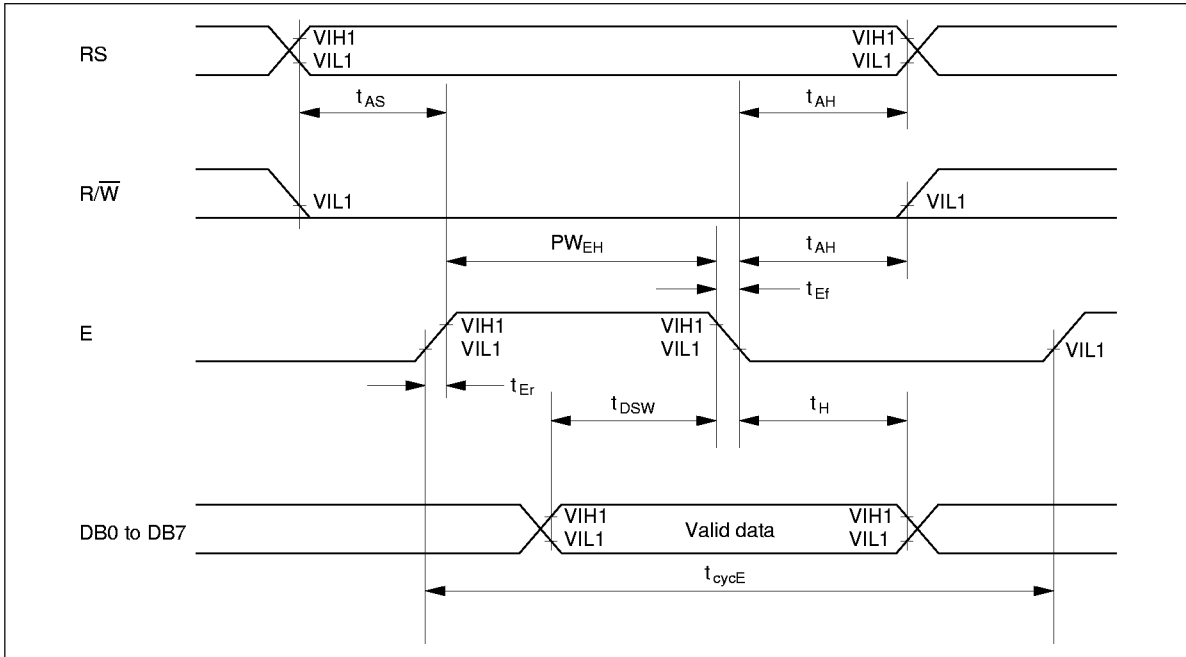 RS
VIH1
VIL1
VIH1
VIL1
tAS
tAH
R/W̅
VIL1
VIL1
PWEH
tAH
tEf
E
VIH1
VIL1
VIH1
VIL1
VIL1
tEr
tDSW
tH
DB0 to DB7
VIH1
VIL1
Valid data
VIH1
VIL1
tcycE